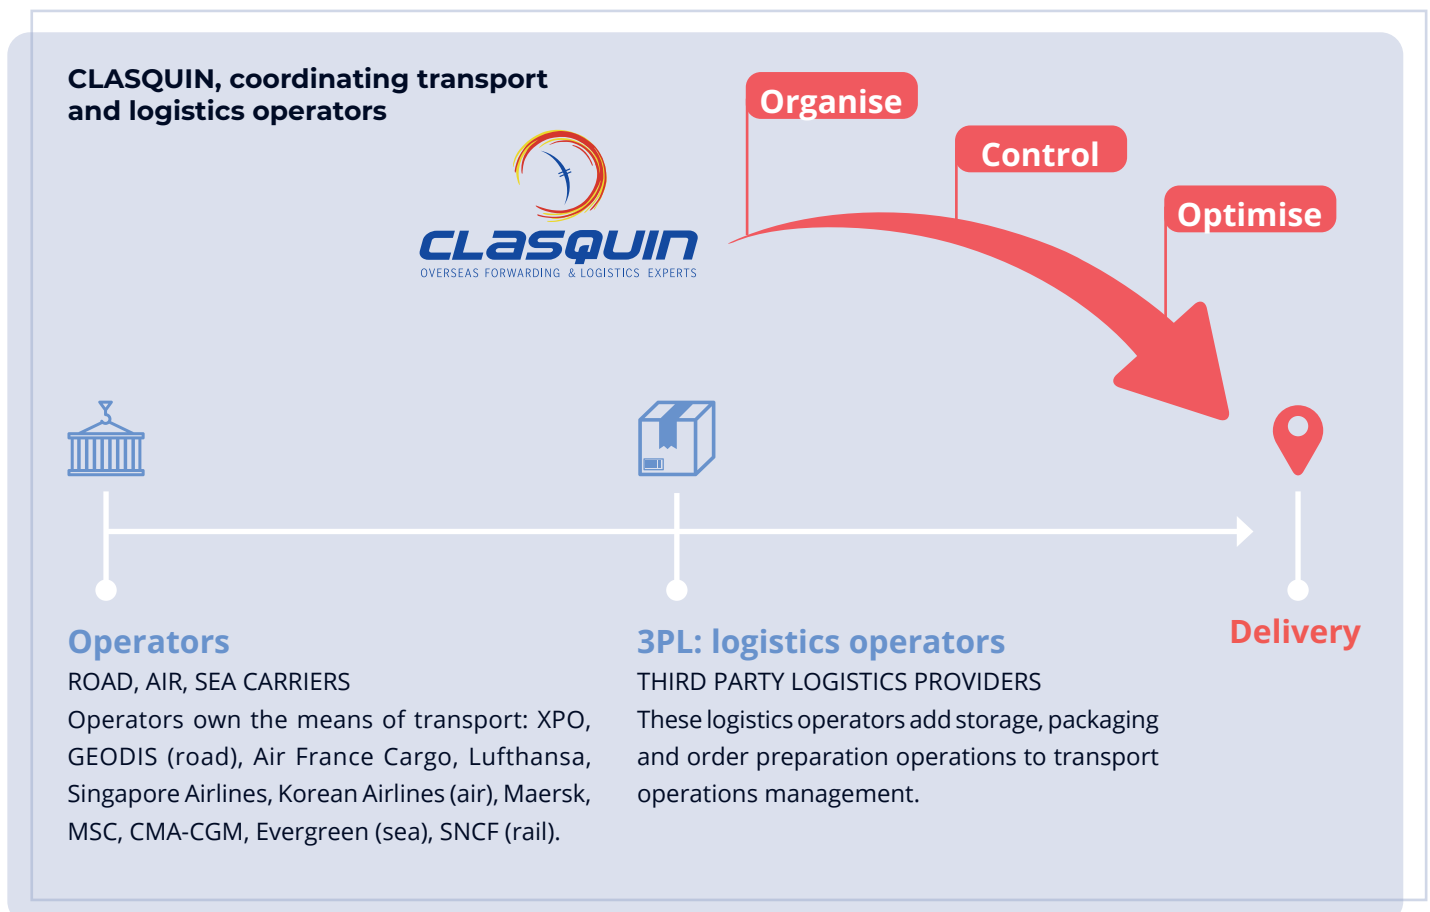 CLASQUIN, coordinating transport
and logistics operators
CLASQUIN
OVERSEAS FORWARDING & LOGISTICS EXPERTS
Organise
Control
Optimise
Operators
ROAD, AIR, SEA CARRIERS
Operators own the means of transport: XPO,
GEODIS (road), Air France Cargo, Lufthansa,
Singapore Airlines, Korean Airlines (air), Maersk,
MSC, CMA-CGM, Evergreen (sea), SNCF (rail).
3PL: logistics operators
THIRD PARTY LOGISTICS PROVIDERS
These logistics operators add storage, packaging
and order preparation operations to transport
operations management.
Delivery